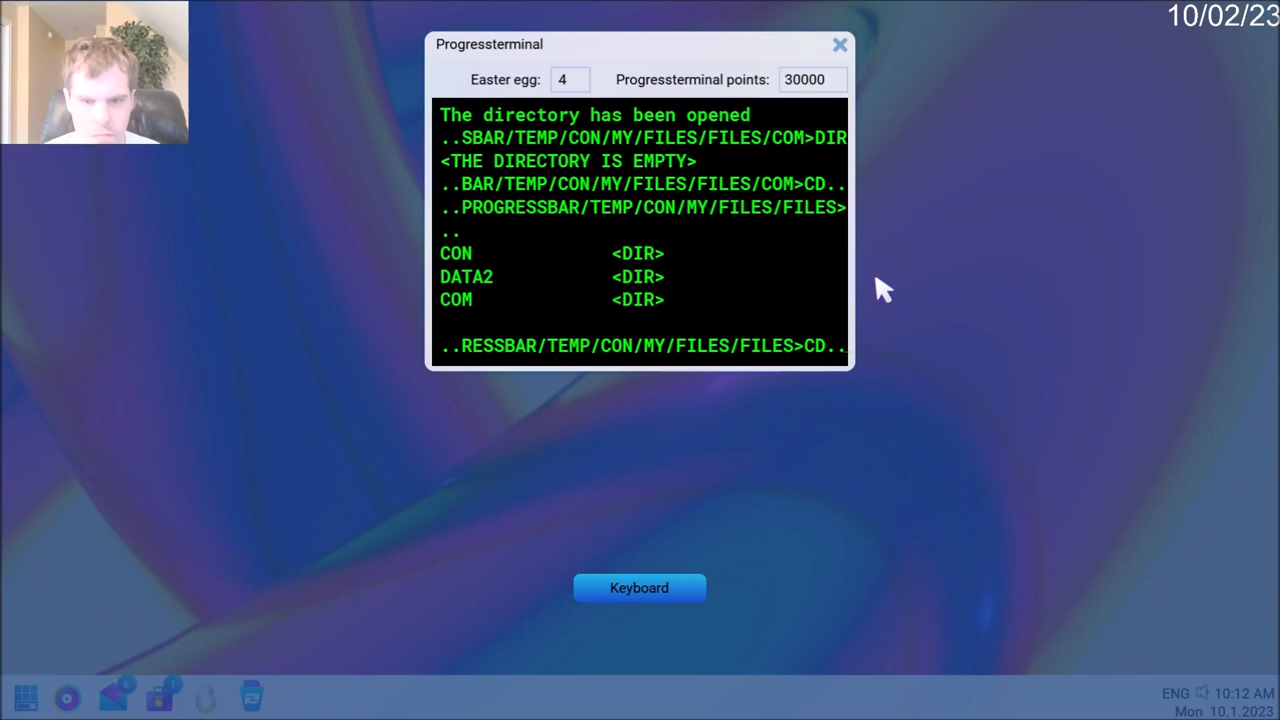 10/02/23
Progressterminal
Easter egg: 4 Progressterminal points: 30000
The directory has been opened
..SBAR/TEMP/CON/MY/FILES/FILES/COM>DIR
<THE DIRECTORY IS EMPTY>
..BAR/TEMP/CON/MY/FILES/FILES/COM>CD..
..PROGRESSBAR/TEMP/CON/MY/FILES/FILES>
..
CON <DIR>
DATA2 <DIR>
COM <DIR>
..RESSBAR/TEMP/CON/MY/FILES/FILES>CD.._
Keyboard
6 1
ENG 10:12 AM
Mon 10.1.2023